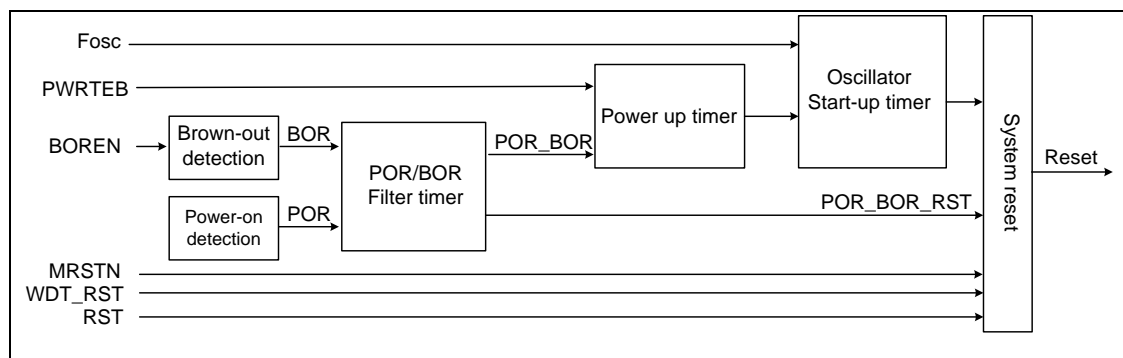 Fosc
PWRTEB
BOREN
Brown-out
detection
BOR
Power-on
detection
POR
POR/BOR
Filter timer
POR_BOR
Power up timer
Oscillator
Start-up timer
POR_BOR_RST
MRSTN
WDT_RST
RST
System reset
Reset